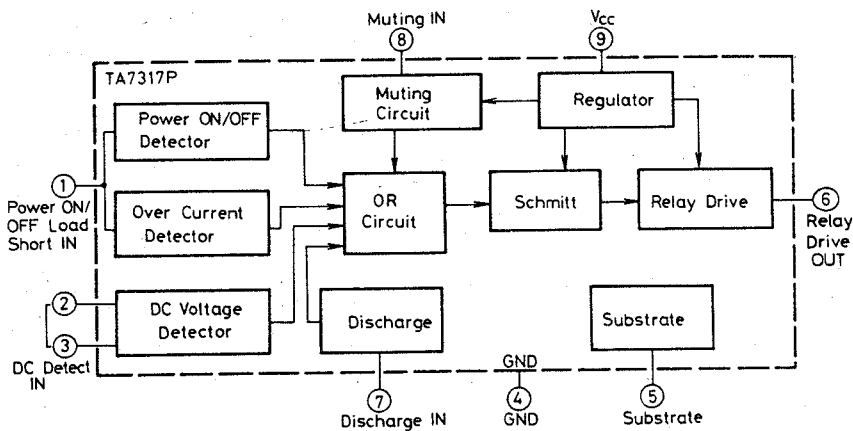 Muting IN
8
Vcc
9
TA7317P
Power ON/OFF
Detector
Muting
Circuit
Regulator
1
Power ON/
OFF Load
Short IN
Over Current
Detector
OR
Circuit
Schmitt
Relay Drive
6
Relay
Drive
OUT
2
3
DC Detect
IN
DC Voltage
Detector
Discharge
Substrate
GND
7
Discharge IN
4
GND
5
Substrate